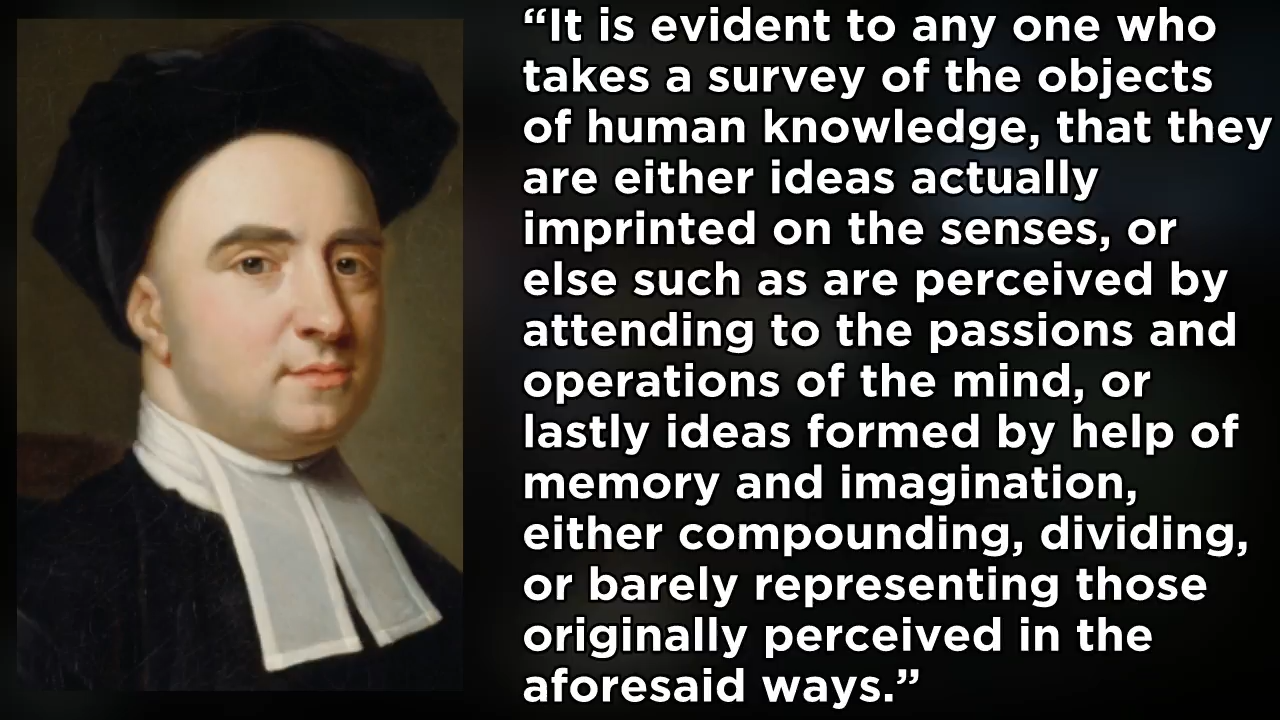 “It is evident to any one who
takes a survey of the objects
of human knowledge, that they
are either ideas actually
imprinted on the senses, or
else such as are perceived by
attending to the passions and
operations of the mind, or
lastly ideas formed by help of
memory and imagination,
either compounding, dividing,
or barely representing those
originally perceived in the
aforesaid ways.”